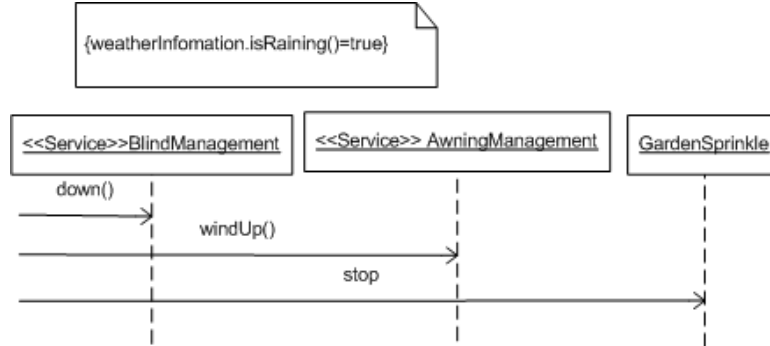 {weatherInfomation.isRaining()=true}
<<Service>>BlindManagement
<<Service>> AwningManagement
GardenSprinkle
down()
windUp()
stop